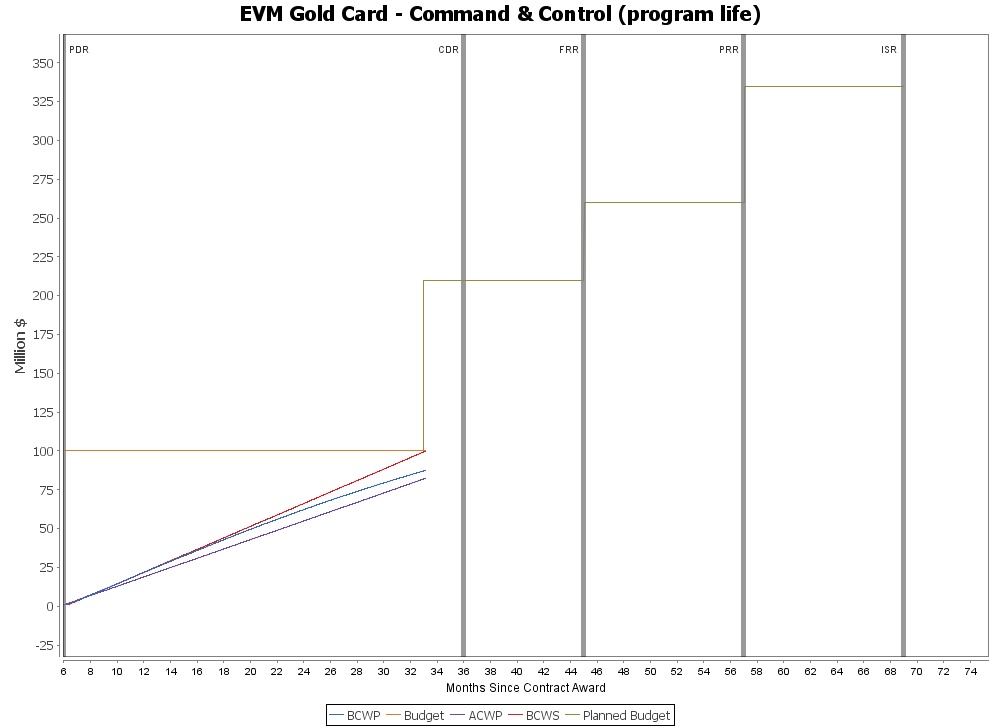 EVM Gold Card - Command & Control (program life)
PDR CDR FRR PRR ISR
350
325
300
275
250
225
200
175
150
125
100
75
50
25
0
-25
Million $
6 8 10 12 14 16 18 20 22 24 26 28 30 32 34 36 38 40 42 44 46 48 50 52 54 56 58 60 62 64 66 68 70 72 74
Months Since Contract Award
BCWP Budget ACWP BCWS Planned Budget